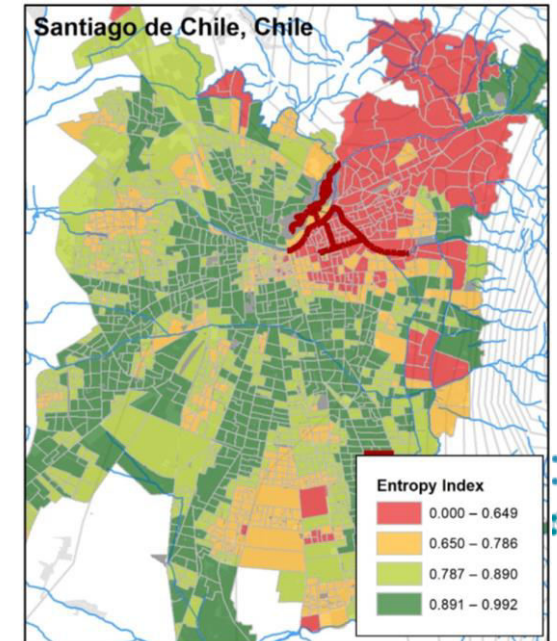 Santiago de Chile, Chile
Entropy Index
0.000 – 0.649
0.650 – 0.786
0.787 – 0.890
0.891 – 0.992